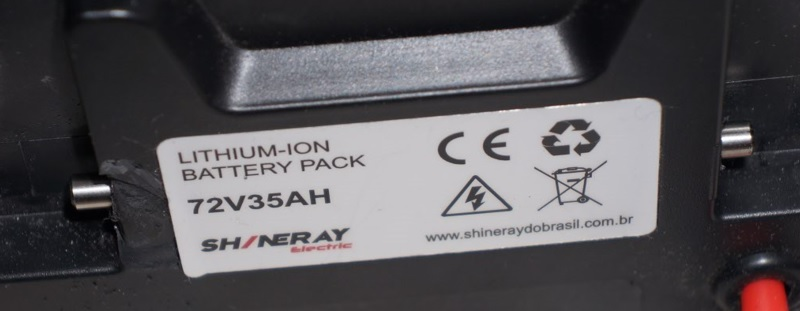 LITHIUM-ION
BATTERY PACK
72V35AH
SHINERAY
Electric
CE
www.shineraydobrasil.com.br